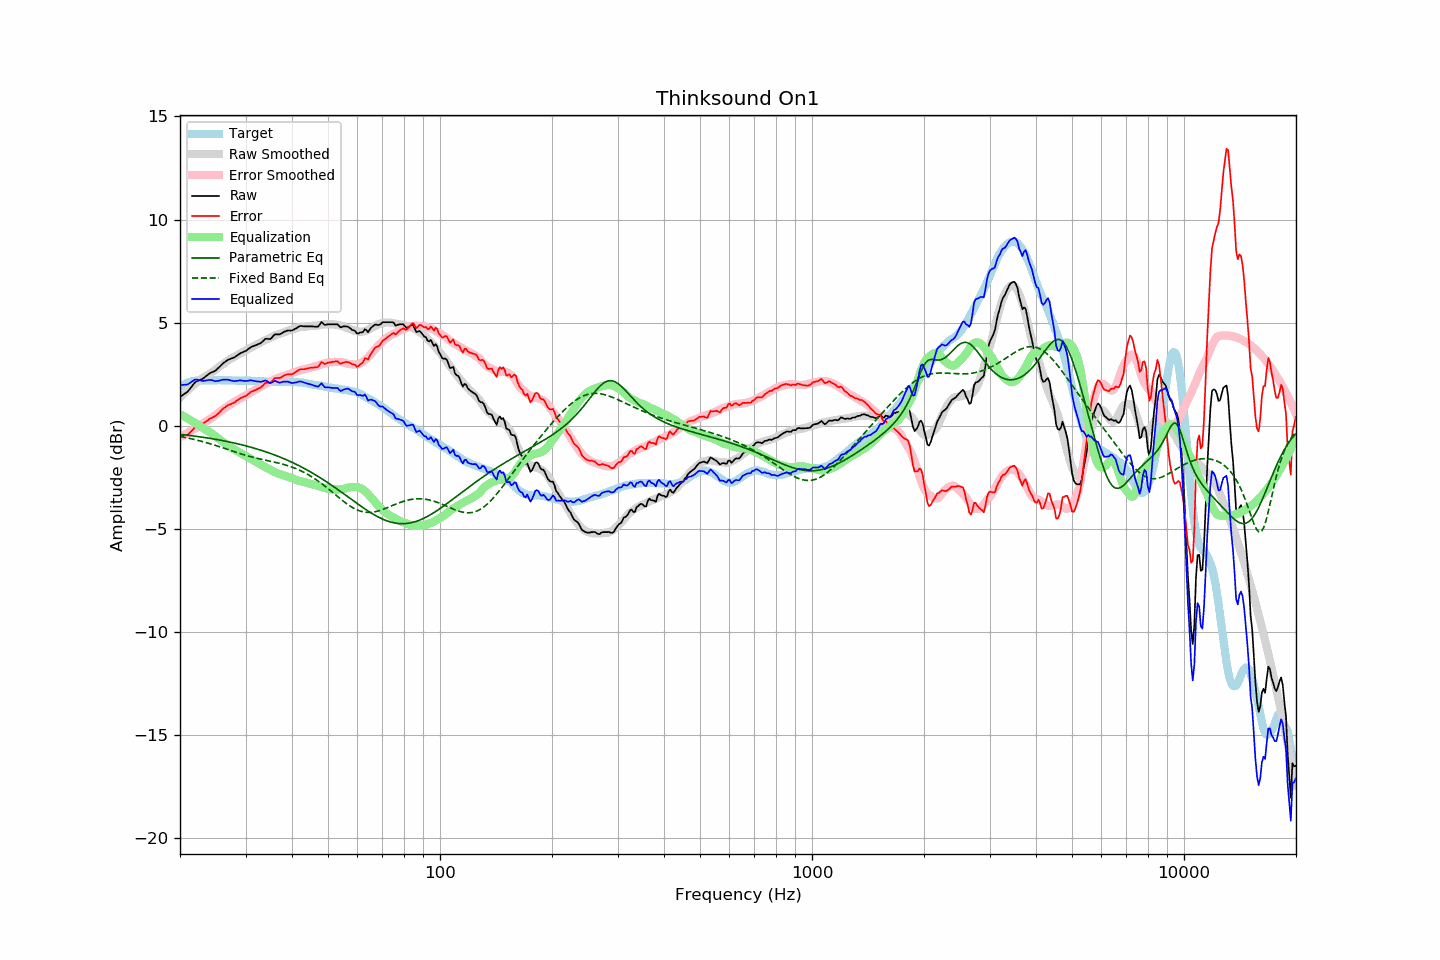 Thinksound On1
15
10
5
0
−5
−10
−15
−20
Amplitude (dBr)
Target
Raw Smoothed
Error Smoothed
Raw
Error
Equalization
Parametric Eq
Fixed Band Eq
Equalized
100
1000
10000
Frequency (Hz)